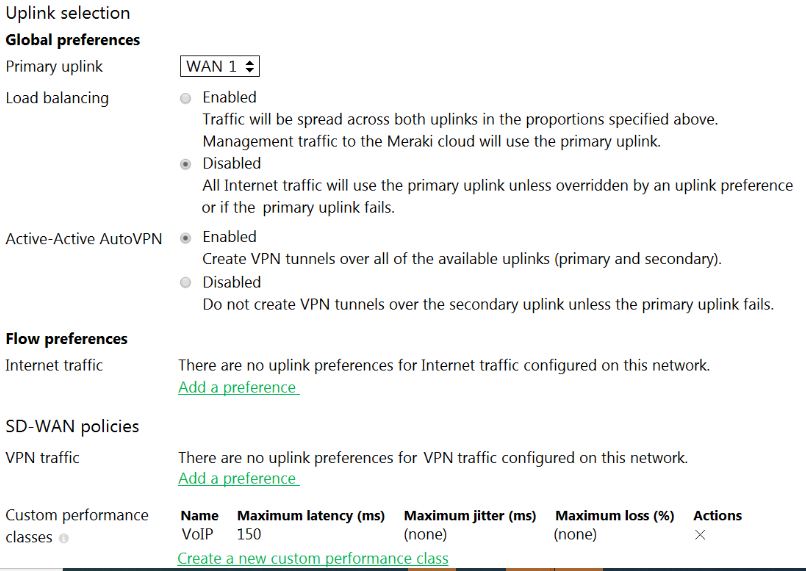 Uplink selection
Global preferences
Primary uplink WAN 1
Load balancing Enabled
Traffic will be spread across both uplinks in the proportions specified above.
Management traffic to the Meraki cloud will use the primary uplink.
Disabled
All Internet traffic will use the primary uplink unless overridden by an uplink preference
or if the primary uplink fails.
Active-Active AutoVPN Enabled
Create VPN tunnels over all of the available uplinks (primary and secondary).
Disabled
Do not create VPN tunnels over the secondary uplink unless the primary uplink fails.
Flow preferences
Internet traffic There are no uplink preferences for Internet traffic configured on this network.
Add a preference
SD-WAN policies
VPN traffic There are no uplink preferences for VPN traffic configured on this network.
Add a preference
Custom performance classes Name Maximum latency (ms) Maximum jitter (ms) Maximum loss (%) Actions
VoIP 150 (none) (none) ×
Create a new custom performance class